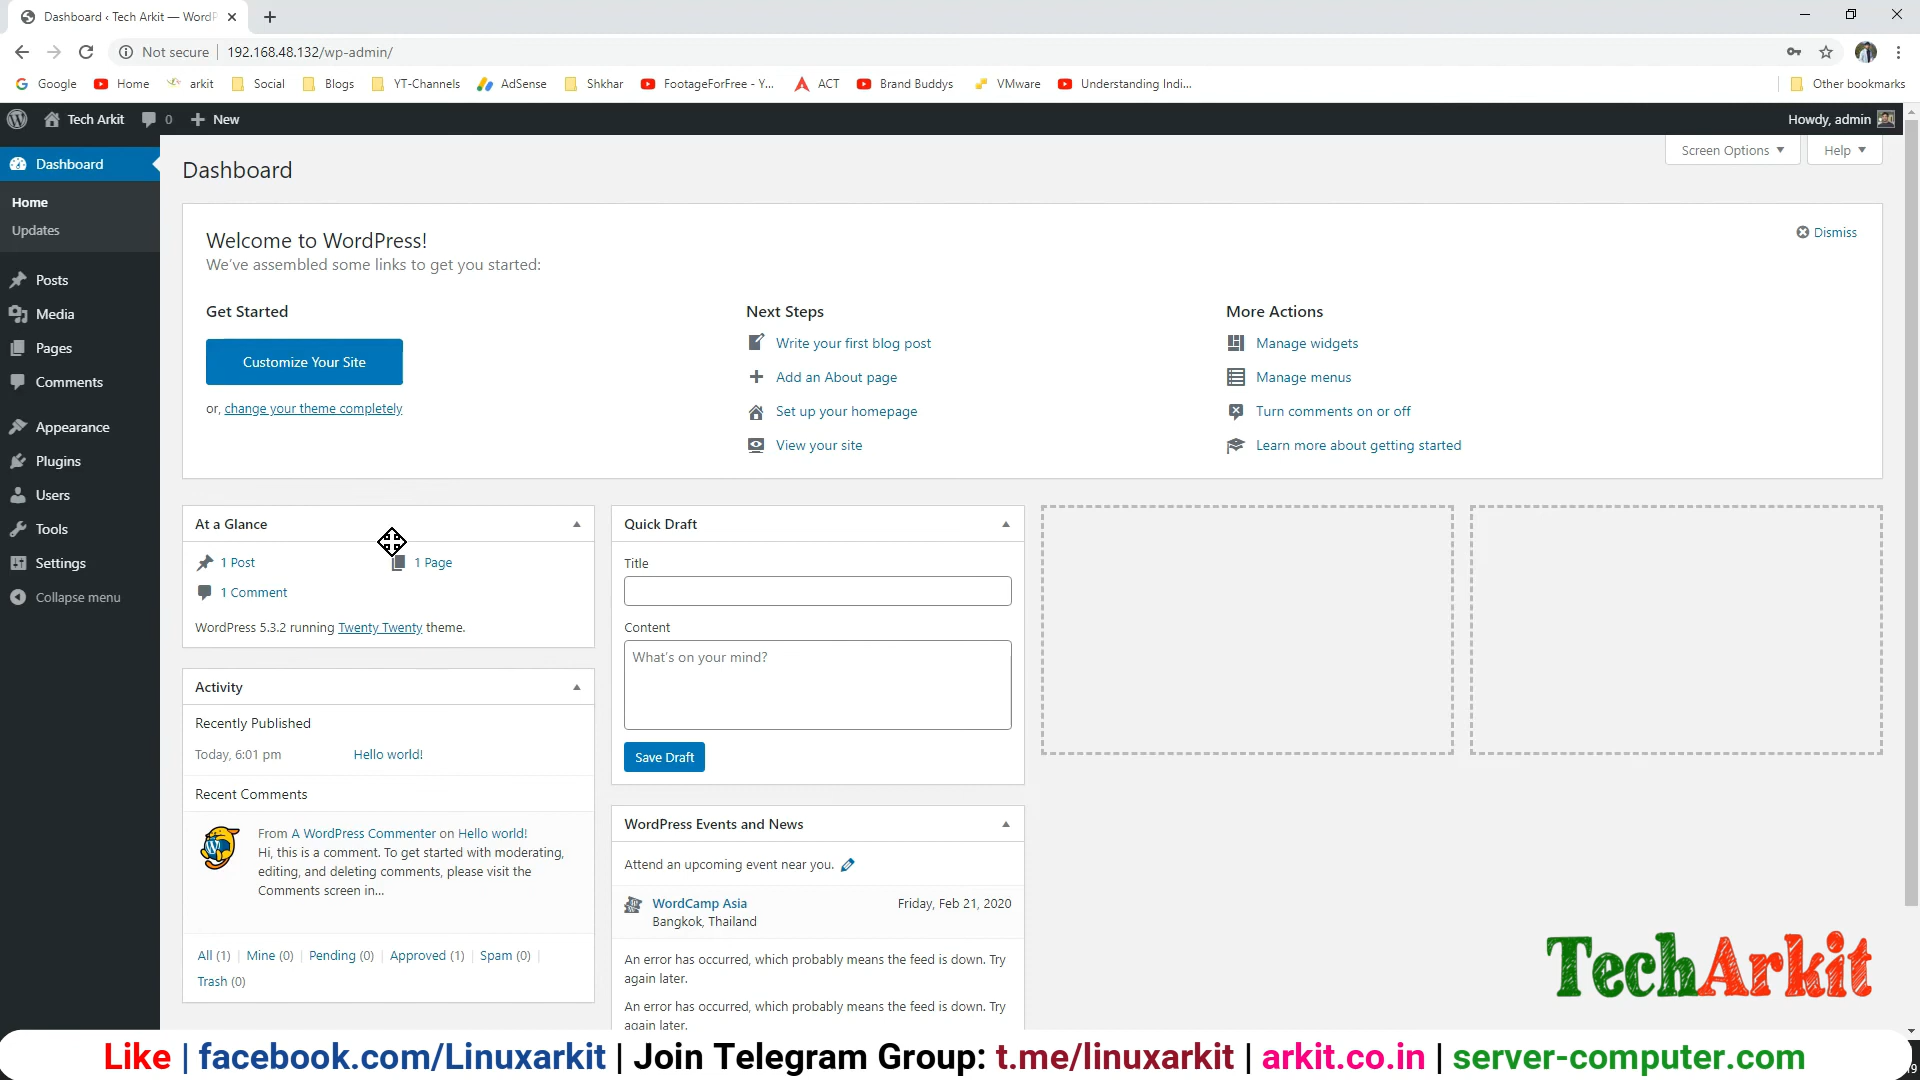 Dashboard ‹ Tech Arkit — WordP
Not secure 192.168.48.132/wp-admin/
Google Home arkit Social Blogs YT-Channels AdSense Shkhar FootageForFree - Y... ACT Brand Buddys VMware Understanding Indi... Other bookmarks
Tech Arkit 0 New Howdy, admin
Screen Options Help
Dashboard
Home
Updates
Posts
Media
Pages
Comments
Appearance
Plugins
Users
Tools
Settings
Collapse menu
Dashboard
Welcome to WordPress!
We've assembled some links to get you started:
Dismiss
Get Started
Customize Your Site
or, change your theme completely
Next Steps
Write your first blog post
Add an About page
Set up your homepage
View your site
More Actions
Manage widgets
Manage menus
Turn comments on or off
Learn more about getting started
At a Glance
1 Post 1 Page
1 Comment
WordPress 5.3.2 running Twenty Twenty theme.
Activity
Recently Published
Today, 6:01 pm Hello world!
Recent Comments
From A WordPress Commenter on Hello world!
Hi, this is a comment. To get started with moderating,
editing, and deleting comments, please visit the
Comments screen in...
All (1) | Mine (0) | Pending (0) | Approved (1) | Spam (0) |
Trash (0)
Quick Draft
Title
Content
What's on your mind?
Save Draft
WordPress Events and News
Attend an upcoming event near you.
WordCamp Asia Friday, Feb 21, 2020
Bangkok, Thailand
An error has occurred, which probably means the feed is down. Try
again later.
An error has occurred, which probably means the feed is down. Try
again later.
TechArkit
Like | facebook.com/Linuxarkit | Join Telegram Group: t.me/linuxarkit | arkit.co.in | server-computer.com